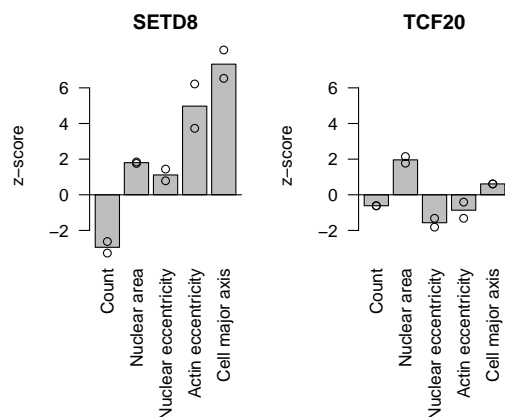 SETD8
z−score
6
4
2
0
−2
Count
Nuclear area
Nuclear eccentricity
Actin eccentricity
Cell major axis
TCF20
z−score
6
4
2
0
−2
Count
Nuclear area
Nuclear eccentricity
Actin eccentricity
Cell major axis